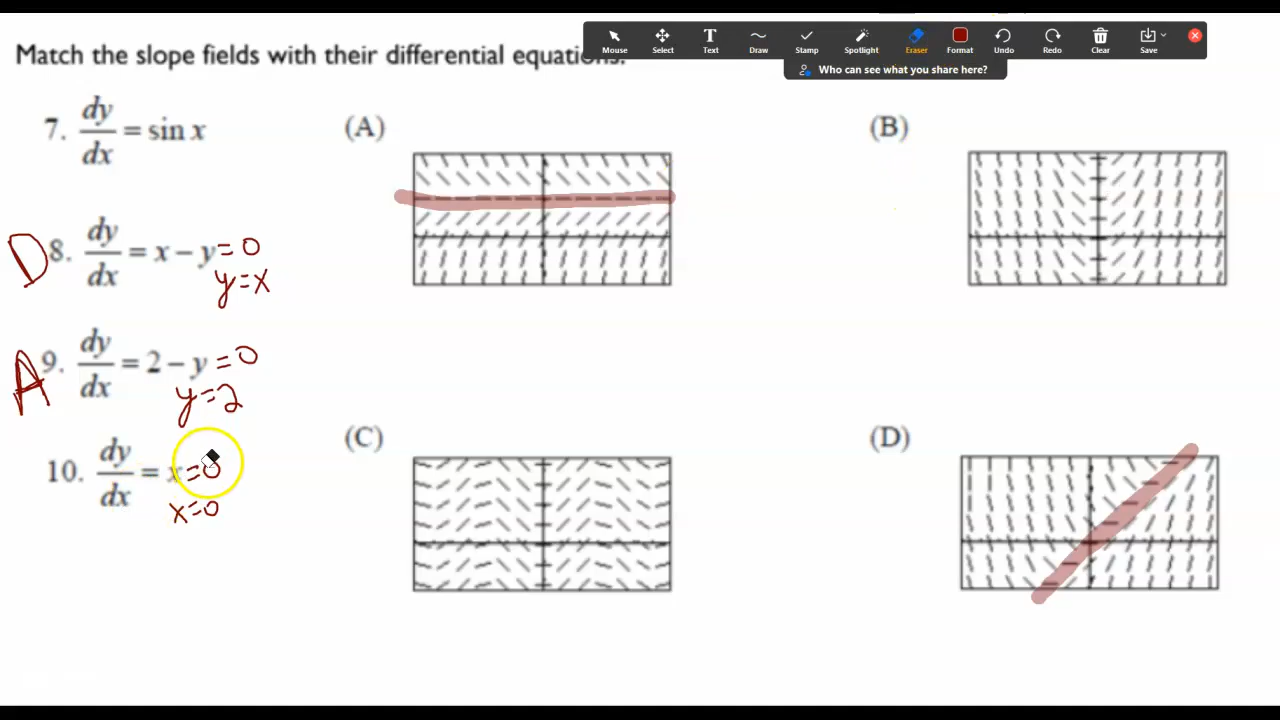 Mouse Select Text Draw Stamp Spotlight Eraser Format Undo Redo Clear Save
Who can see what you share here?
Match the slope fields with their differential equations.
7. dy/dx = sin x
(A)
(B)
D 8. dy/dx = x − y = 0
y = x
A 9. dy/dx = 2 − y = 0
y = 2
(C)
(D)
10. dy/dx = x = 0
x = 0